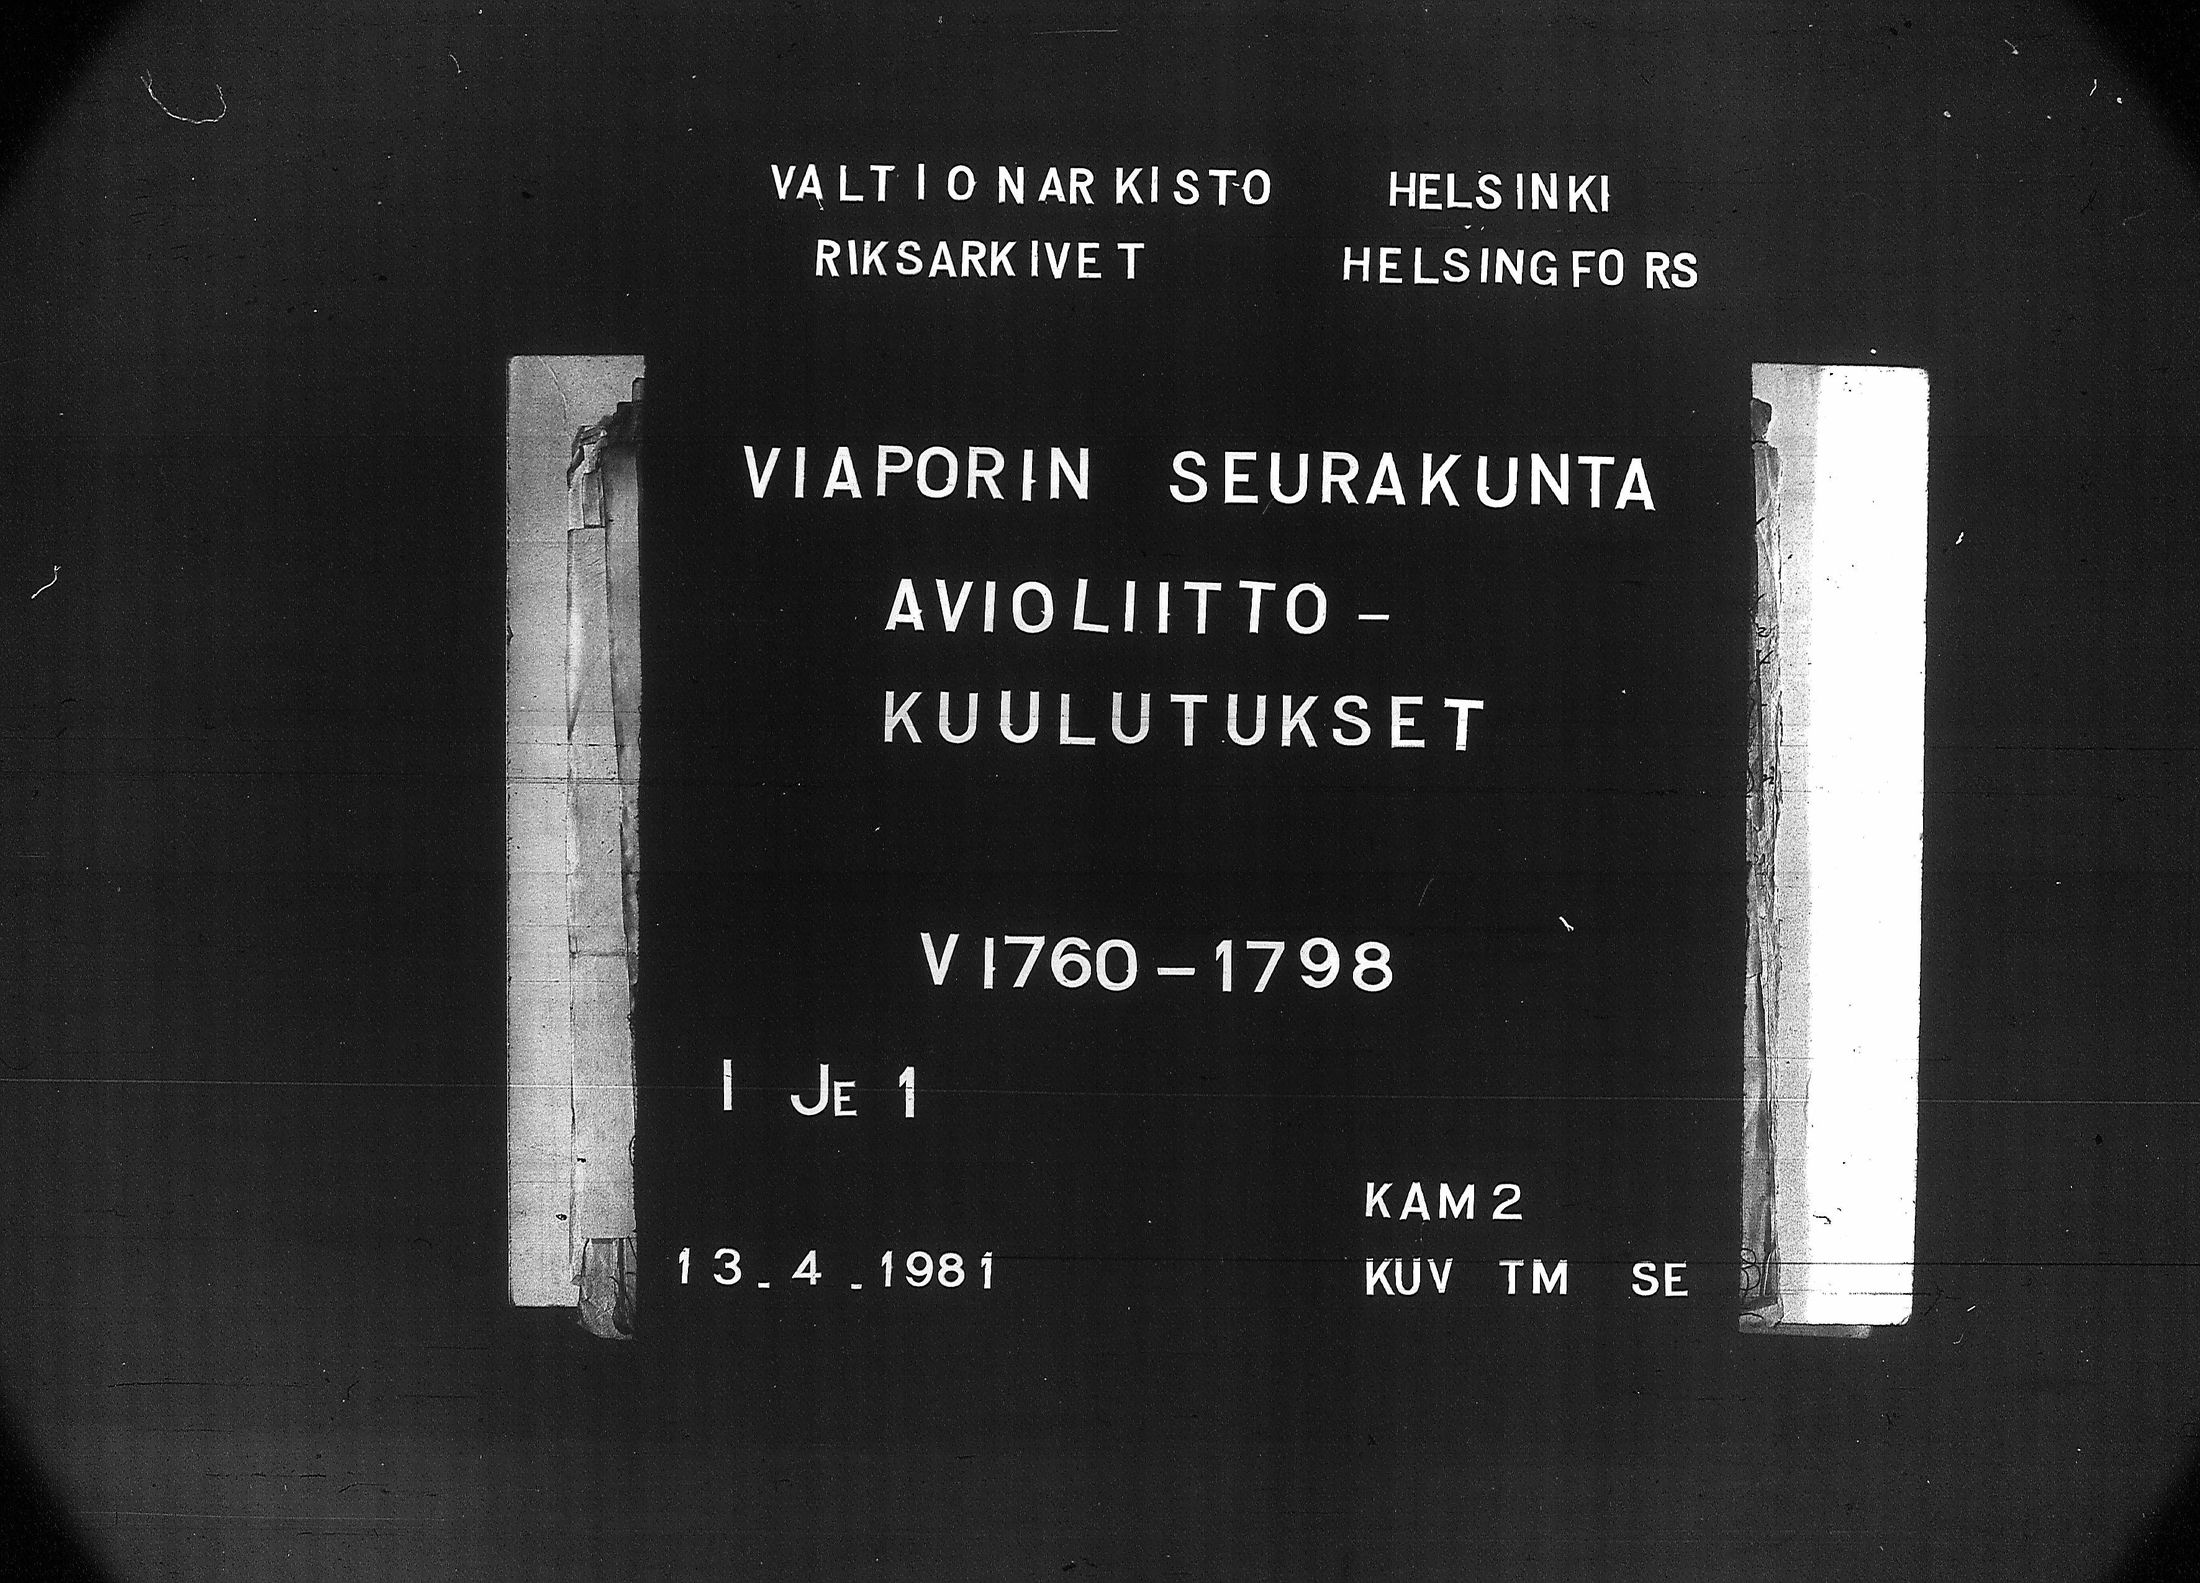 VALTIONARKISTO HELSINKI
RIKSARKIVET HELSINGFORS
VIAPORIN SEURAKUNTA
AVIOLIITTO-
KUULUTUKSET
V 1760-1798
I JE 1
KAM 2
13.4.1981 KUV TM SE